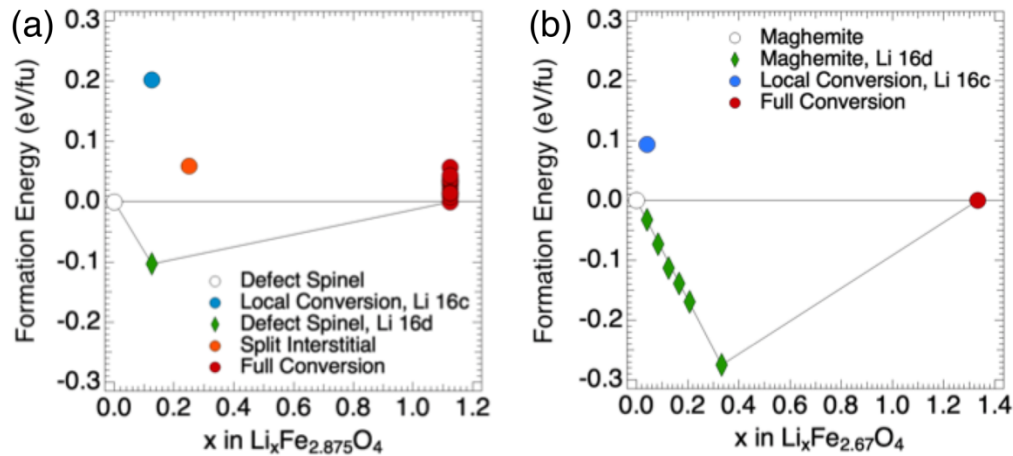 (a)
0.3
0.2
0.1
0.0
-0.1
-0.2
-0.3
Formation Energy (eV/fu)
Defect Spinel
Local Conversion, Li 16c
Defect Spinel, Li 16d
Split Interstitial
Full Conversion
0.0 0.2 0.4 0.6 0.8 1.0 1.2
x in LiₓFe₂.₈₇₅O₄
(b)
0.3
0.2
0.1
0.0
-0.1
-0.2
-0.3
Formation Energy (eV/fu)
Maghemite
Maghemite, Li 16d
Local Conversion, Li 16c
Full Conversion
0.0 0.2 0.4 0.6 0.8 1.0 1.2 1.4
x in LiₓFe₂.₆₇O₄